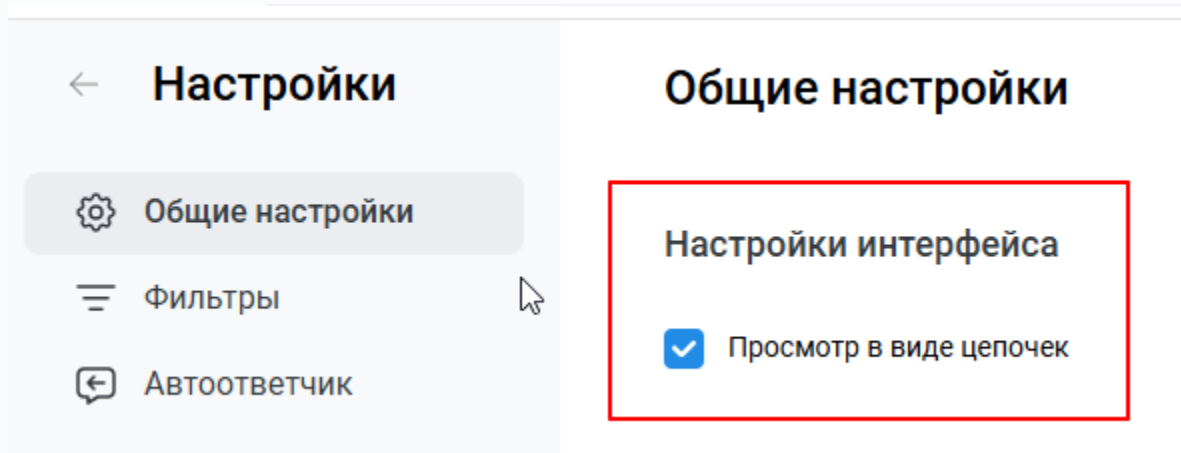 Настройки
Общие настройки
Фильтры
Автоответчик
Общие настройки
Настройки интерфейса
Просмотр в виде цепочек